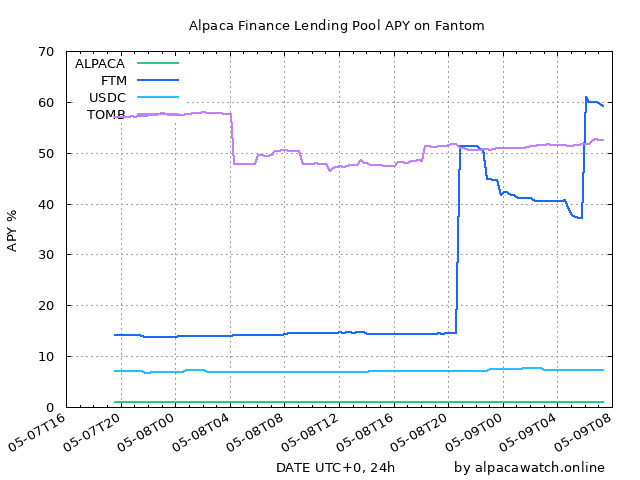 Alpaca Finance Lending Pool APY on Fantom
70
60
50
40
30
20
10
0
APY %
ALPACA
FTM
USDC
TOMB
05-07T16
05-07T20
05-08T00
05-08T04
05-08T08
05-08T12
05-08T16
05-08T20
05-09T00
05-09T04
05-09T08
DATE UTC+0, 24h
by alpacawatch.online